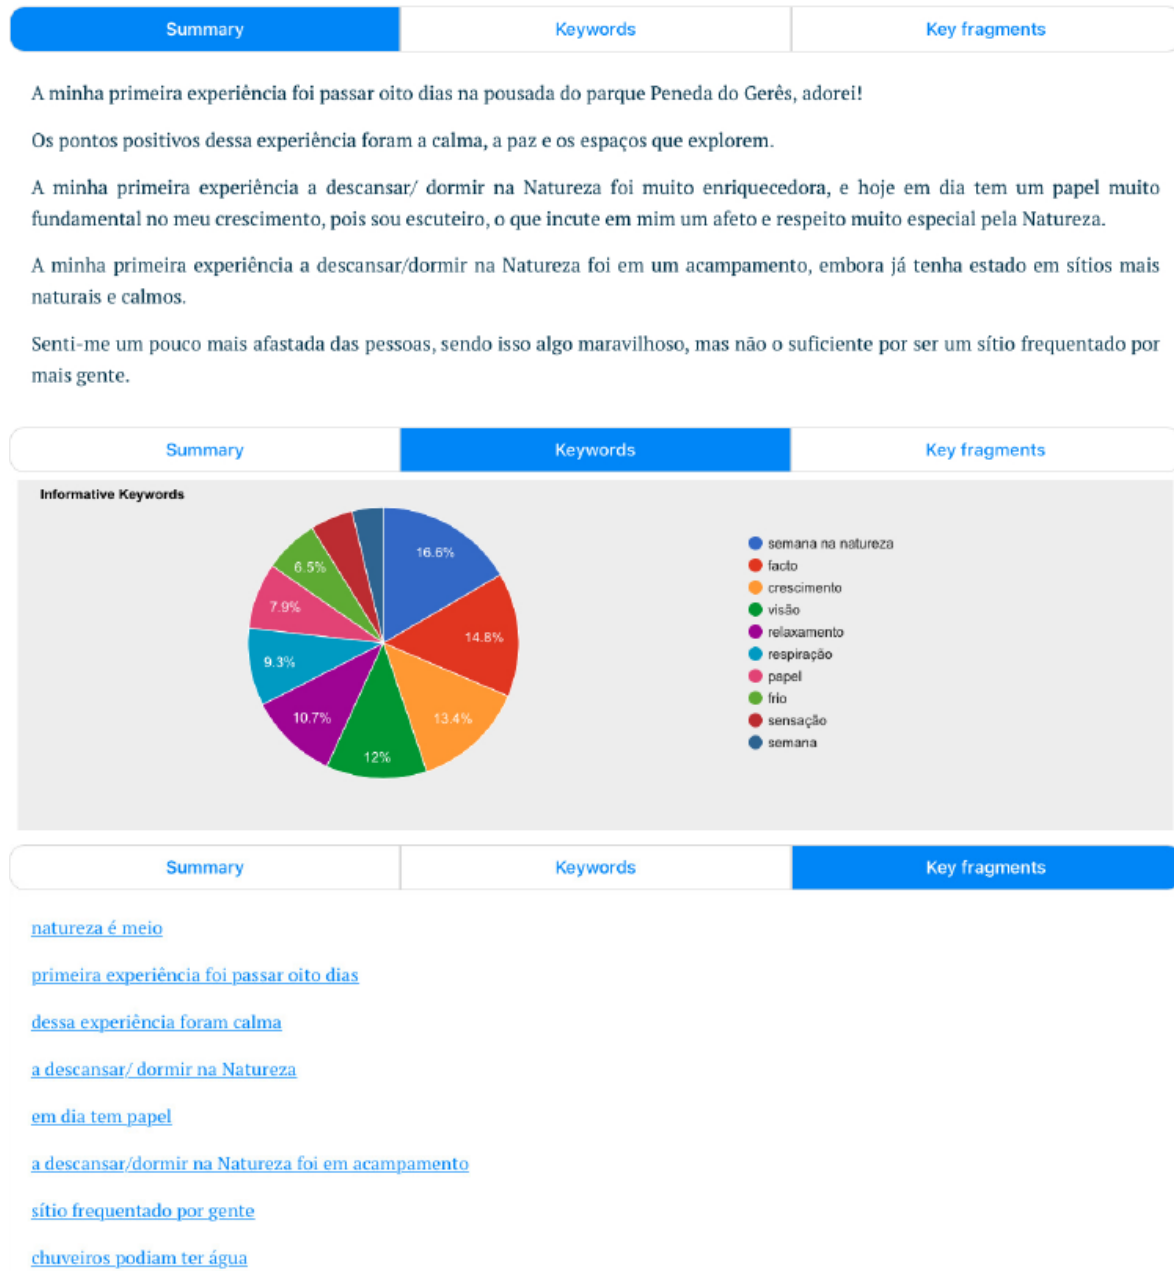 Summary Keywords Key fragments
A minha primeira experiência foi passar oito dias na pousada do parque Peneda do Gerês, adorei!
Os pontos positivos dessa experiência foram a calma, a paz e os espaços que explorem.
A minha primeira experiência a descansar/ dormir na Natureza foi muito enriquecedora, e hoje em dia tem um papel muito
fundamental no meu crescimento, pois sou escuteiro, o que incute em mim um afeto e respeito muito especial pela Natureza.
A minha primeira experiência a descansar/dormir na Natureza foi em um acampamento, embora já tenha estado em sítios mais
naturais e calmos.
Senti-me um pouco mais afastada das pessoas, sendo isso algo maravilhoso, mas não o suficiente por ser um sítio frequentado por
mais gente.
Summary Keywords Key fragments
Informative Keywords
16.6%
14.8%
13.4%
12%
10.7%
9.3%
7.9%
6.5%
semana na natureza
facto
crescimento
visão
relaxamento
respiração
papel
frio
sensação
semana
Summary Keywords Key fragments
natureza é meio
primeira experiência foi passar oito dias
dessa experiência foram calma
a descansar/ dormir na Natureza
em dia tem papel
a descansar/dormir na Natureza foi em acampamento
sítio frequentado por gente
chuveiros podiam ter água